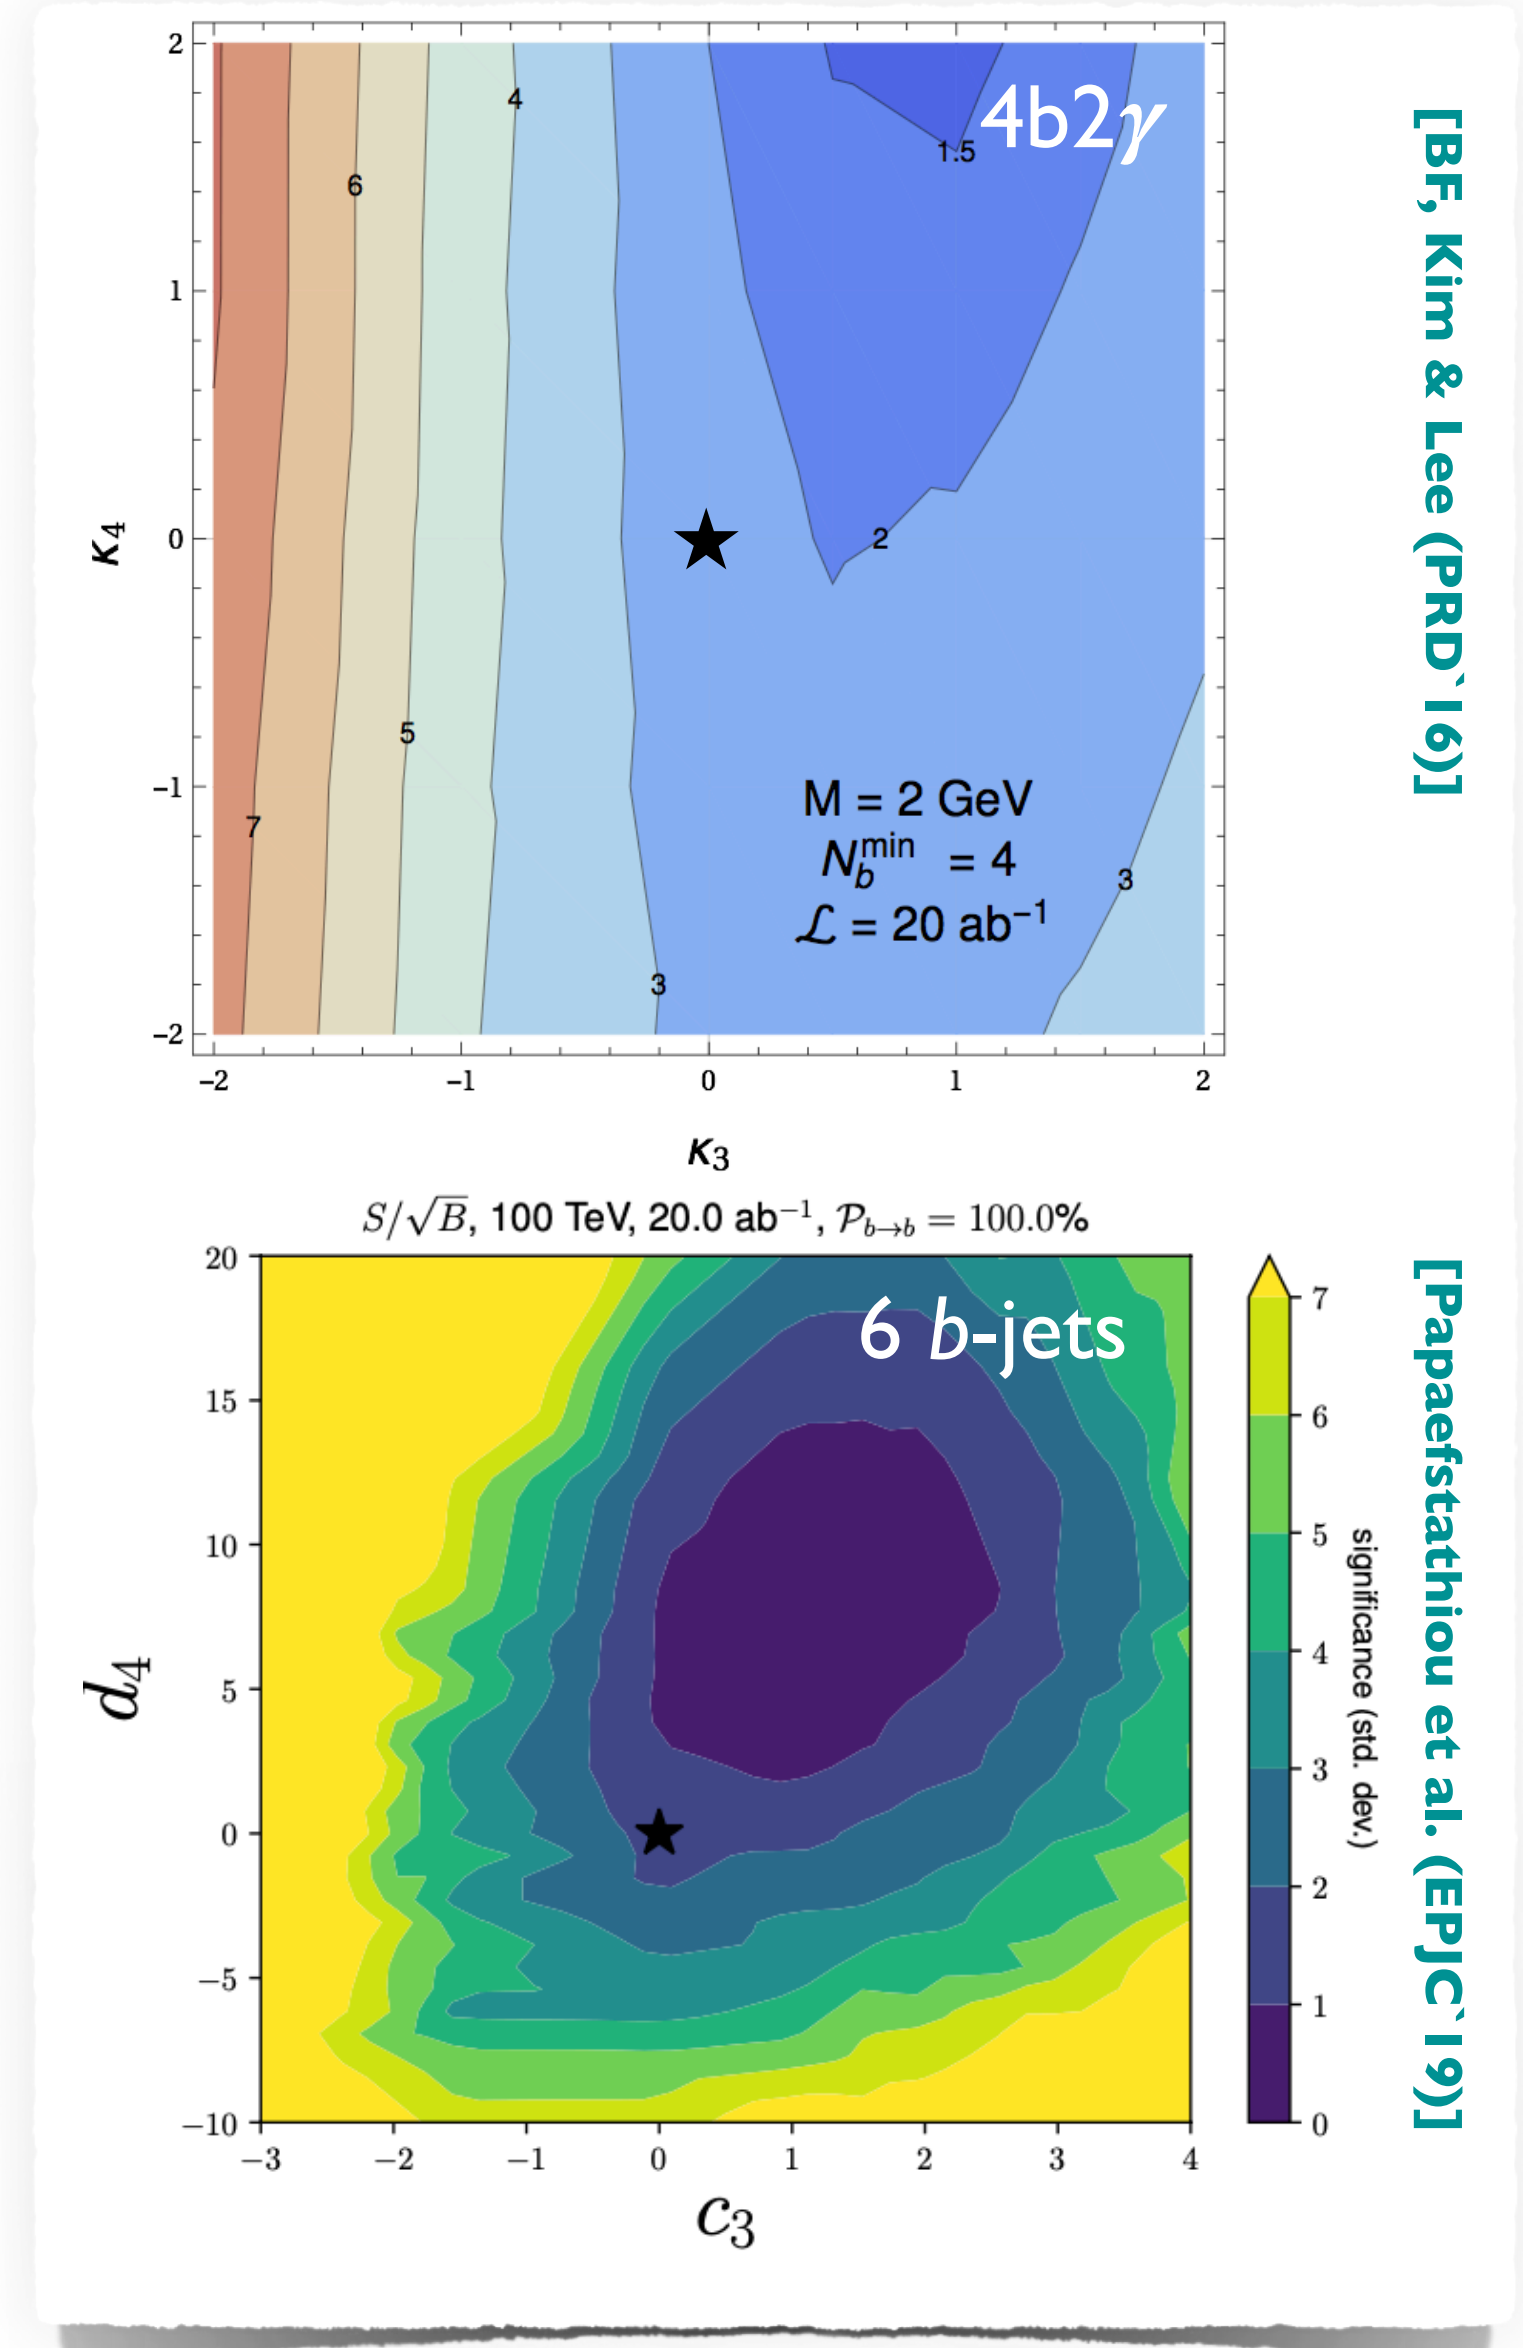 2
1
0
−1
−2
κ4
4
6
1.5
4b2γ
2
5
7
3
3
M = 2 GeV
N_b^min = 4
ℒ = 20 ab⁻¹
−2 −1 0 1 2
κ3
[BF, Kim & Lee (PRD`16)]
S/√B, 100 TeV, 20.0 ab⁻¹, 𝒫_b→b = 100.0%
20
15
10
5
0
−5
−10
d4
6 b-jets
−3 −2 −1 0 1 2 3 4
c3
7
6
5
4
3
2
1
0
significance (std. dev.)
[Papaefstathiou et al. (EPJC`19)]